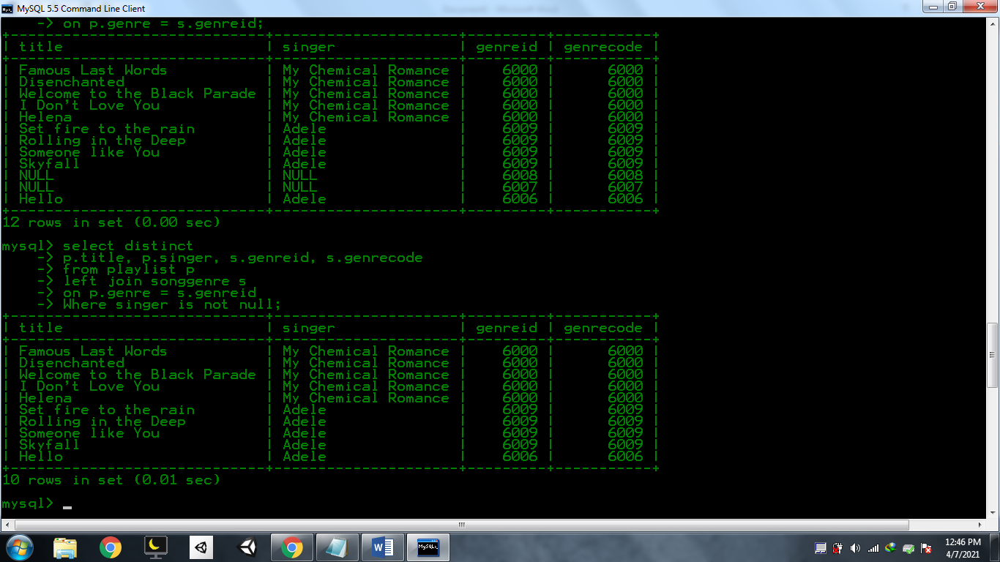 MySQL 5.5 Command Line Client
-> on p.genre = s.genreid;
+----------------------------+---------------------+----------+------------+
| title | singer | genreid | genrecode |
+----------------------------+---------------------+----------+------------+
| Famous Last Words | My Chemical Romance | 6000 | 6000 |
| Disenchanted | My Chemical Romance | 6000 | 6000 |
| Welcome to the Black Parade | My Chemical Romance | 6000 | 6000 |
| I Don't Love You | My Chemical Romance | 6000 | 6000 |
| Helena | My Chemical Romance | 6000 | 6000 |
| Set fire to the rain | Adele | 6009 | 6009 |
| Rolling in the Deep | Adele | 6009 | 6009 |
| Someone like You | Adele | 6009 | 6009 |
| Skyfall | Adele | 6009 | 6009 |
| NULL | NULL | 6008 | 6008 |
| NULL | NULL | 6007 | 6007 |
| Hello | Adele | 6006 | 6006 |
+----------------------------+---------------------+----------+------------+
12 rows in set (0.00 sec)
mysql> select distinct
-> p.title, p.singer, s.genreid, s.genrecode
-> from playlist p
-> left join songgenre s
-> on p.genre = s.genreid
-> Where singer is not null;
+----------------------------+---------------------+----------+------------+
| title | singer | genreid | genrecode |
+----------------------------+---------------------+----------+------------+
| Famous Last Words | My Chemical Romance | 6000 | 6000 |
| Disenchanted | My Chemical Romance | 6000 | 6000 |
| Welcome to the Black Parade | My Chemical Romance | 6000 | 6000 |
| I Don't Love You | My Chemical Romance | 6000 | 6000 |
| Helena | My Chemical Romance | 6000 | 6000 |
| Set fire to the rain | Adele | 6009 | 6009 |
| Rolling in the Deep | Adele | 6009 | 6009 |
| Someone like You | Adele | 6009 | 6009 |
| Skyfall | Adele | 6009 | 6009 |
| Hello | Adele | 6006 | 6006 |
+----------------------------+---------------------+----------+------------+
10 rows in set (0.01 sec)
mysql> _
12:46 PM
4/7/2021